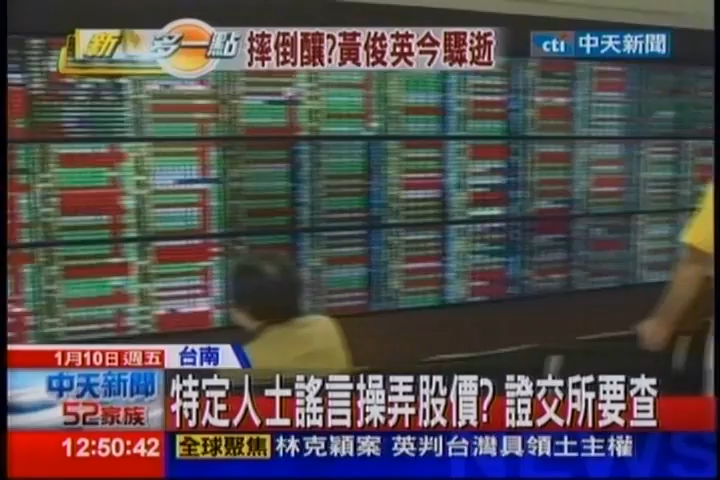 新聞多一點
摔倒釀?黃俊英今驟逝
cti 中天新聞
1月10日週五
台南
中天新聞
52家族
特定人士謠言操弄股價? 證交所要查
12:50:42
全球聚焦 林克穎案 英判台灣具領土主權
NEWS